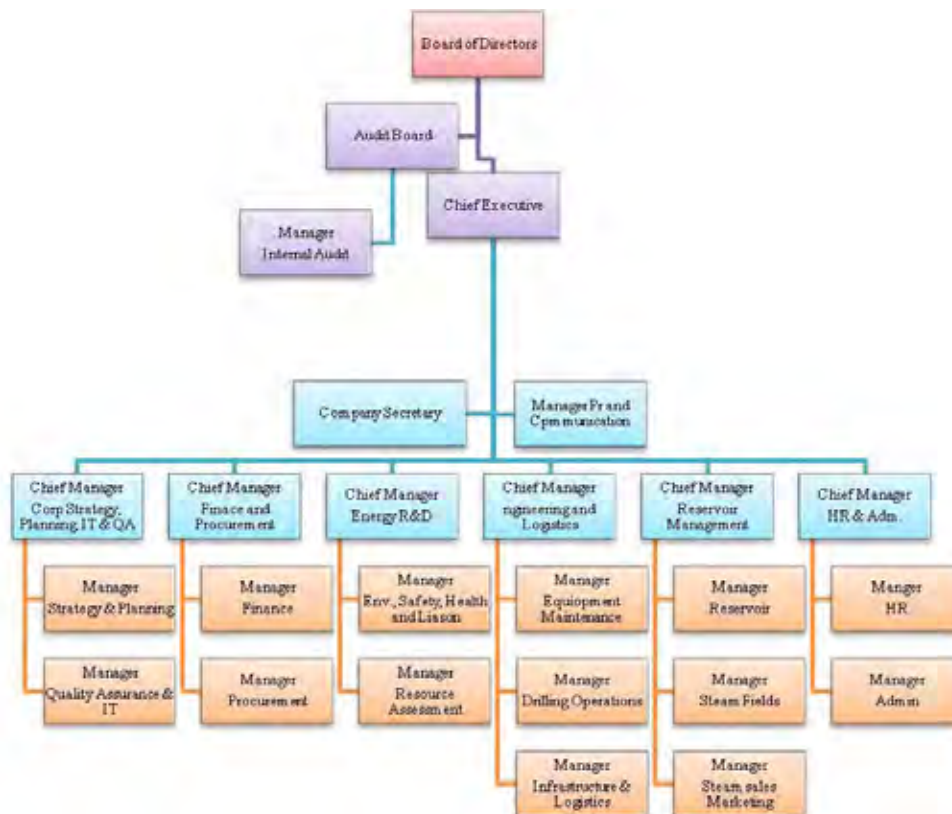 Board of Directors
Audit Board
Chief Executive
Manager
Internal Audit
Company Secretary
Manager Pr and
Cpmmunication
Chief Manager
Corp Strategy,
Planning, IT & QA
Chief Manager
Finace and
Procurement
Chief Manager
Energy R&D
Chief Manager
ngineering and
Logistics
Chief Manager
Reservoir
Management
Chief Manager
HR & Adm.
Manager
Strategy & Planning
Manager
Finance
Manager
Env., Safety, Health
and Liason
Manager
Equiopment
Maintenance
Manager
Reservoir
Manger
HR
Manager
Quality Assurance &
IT
Manager
Procurement
Manager
Resource
Assessment
Manager
Drilling Operations
Manager
Steam Fields
Manager
Admin
Manager
Infrastructure &
Logistics
Manager
Steam, sales
Marketing